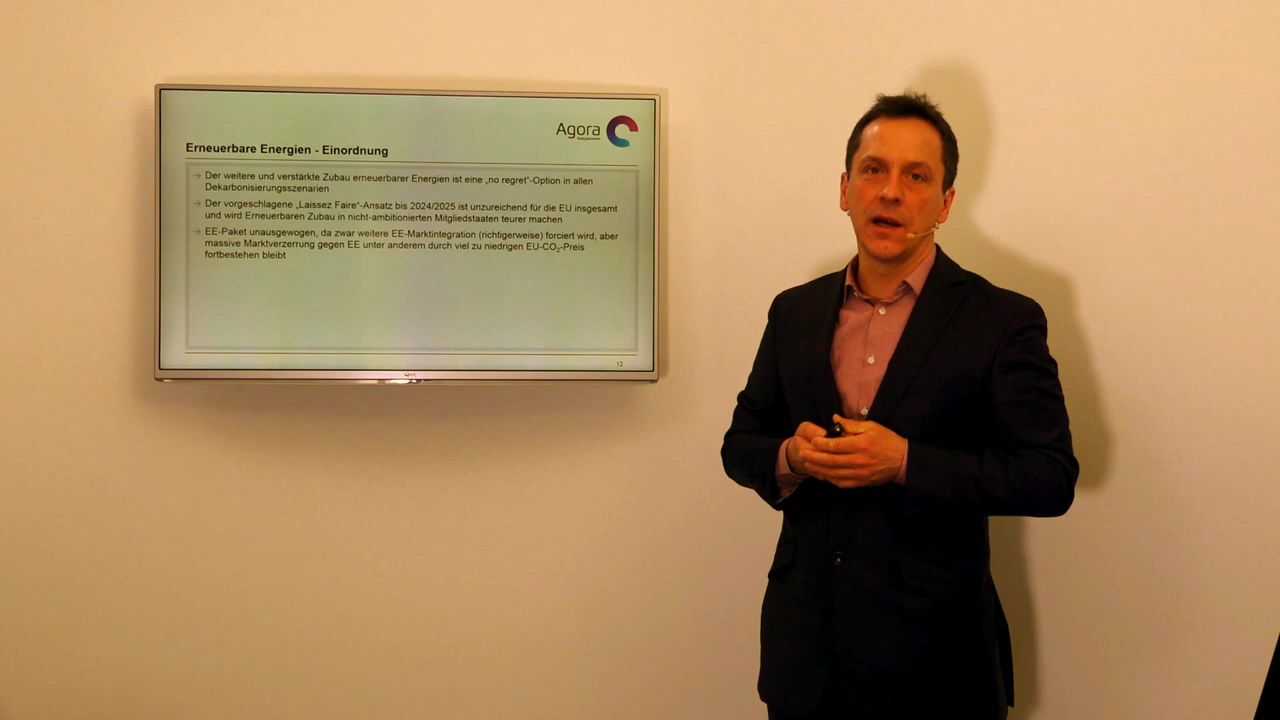 Agora
Erneuerbare Energien - Einordnung
→ Der weitere und verstärkte Zubau erneuerbarer Energien ist eine „no regret“-Option in allen
Dekarbonisierungsszenarien
→ Der vorgeschlagene „Laissez Faire“-Ansatz bis 2024/2025 ist unzureichend für die EU insgesamt
und wird Erneuerbaren Zubau in nicht-ambitionierten Mitgliedstaaten teurer machen
→ EE-Paket unausgewogen, da zwar weitere EE-Marktintegration (richtigerweise) forciert wird, aber
massive Marktverzerrung gegen EE unter anderem durch viel zu niedrigen EU-CO₂-Preis
fortbestehen bleibt
12